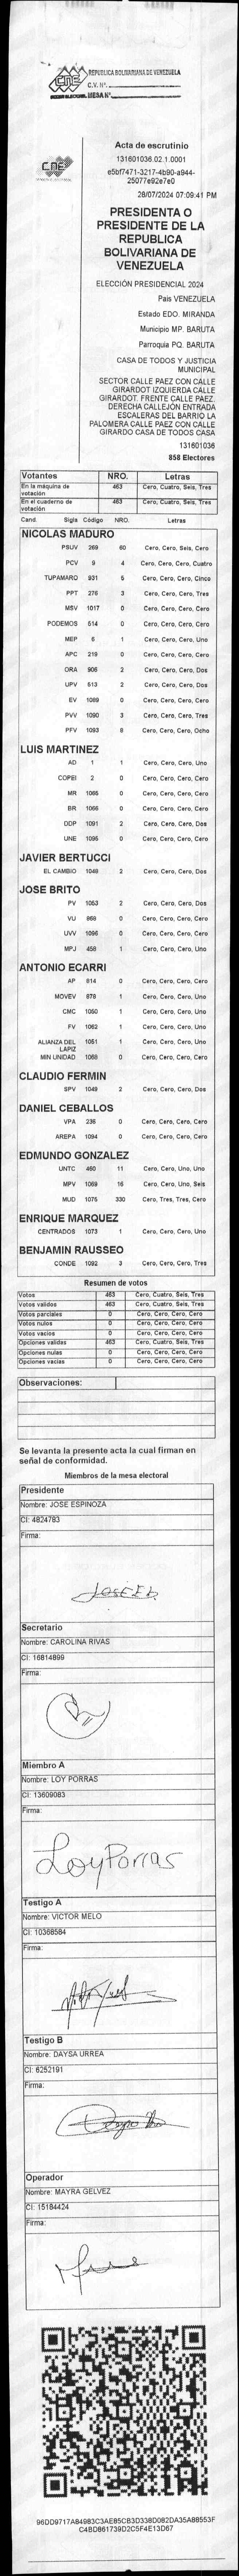 CNE
REPUBLICA BOLIVARIANA DE VENEZUELA
C.V. Nº.
PODER ELECTORAL MESA Nº.
CNE
Acta de escrutinio
131601036.02.1.0001
e5bf7471-3217-4b90-a944-
25077e92e7e0
28/07/2024 07:09:41 PM
PRESIDENTA O
PRESIDENTE DE LA
REPUBLICA
BOLIVARIANA DE
VENEZUELA
ELECCIÓN PRESIDENCIAL 2024
Pais VENEZUELA
Estado EDO. MIRANDA
Municipio MP. BARUTA
Parroquia PQ. BARUTA
CASA DE TODOS Y JUSTICIA
MUNICIPAL
SECTOR CALLE PAEZ CON CALLE
GIRARDOT IZQUIERDA CALLE
GIRARDOT. FRENTE CALLE PAEZ.
DERECHA CALLEJON ENTRADA
ESCALERAS DEL BARRIO LA
PALOMERA CALLE PAEZ CON CALLE
GIRARDO CASA DE TODOS CASA
131601036
858 Electores
Votantes NRO. Letras
En la máquina de
votación 463 Cero, Cuatro, Seis, Tres
En el cuaderno de
votación 463 Cero, Cuatro, Seis, Tres
Cand. Sigla Código NRO. Letras
NICOLAS MADURO
PSUV 269 60 Cero, Cero, Seis, Cero
PCV 9 4 Cero, Cero, Cero, Cuatro
TUPAMARO 931 5 Cero, Cero, Cero, Cinco
PPT 276 3 Cero, Cero, Cero, Tres
MSV 1017 0 Cero, Cero, Cero, Cero
PODEMOS 514 0 Cero, Cero, Cero, Cero
MEP 6 1 Cero, Cero, Cero, Uno
APC 219 0 Cero, Cero, Cero, Cero
ORA 906 2 Cero, Cero, Cero, Dos
UPV 513 2 Cero, Cero, Cero, Dos
EV 1089 0 Cero, Cero, Cero, Cero
PVV 1090 3 Cero, Cero, Cero, Tres
PFV 1093 8 Cero, Cero, Cero, Ocho
LUIS MARTINEZ
AD 1 1 Cero, Cero, Cero, Uno
COPEI 2 0 Cero, Cero, Cero, Cero
MR 1065 0 Cero, Cero, Cero, Cero
BR 1066 0 Cero, Cero, Cero, Cero
DDP 1091 2 Cero, Cero, Cero, Dos
UNE 1095 0 Cero, Cero, Cero, Cero
JAVIER BERTUCCI
EL CAMBIO 1048 2 Cero, Cero, Cero, Dos
JOSE BRITO
PV 1053 2 Cero, Cero, Cero, Dos
VU 868 0 Cero, Cero, Cero, Cero
UVV 1096 0 Cero, Cero, Cero, Cero
MPJ 458 1 Cero, Cero, Cero, Uno
ANTONIO ECARRI
AP 814 0 Cero, Cero, Cero, Cero
MOVEV 878 1 Cero, Cero, Cero, Uno
CMC 1050 1 Cero, Cero, Cero, Uno
FV 1062 1 Cero, Cero, Cero, Uno
ALIANZA DEL
LAPIZ 1051 1 Cero, Cero, Cero, Uno
MIN UNIDAD 1068 0 Cero, Cero, Cero, Cero
CLAUDIO FERMIN
SPV 1049 2 Cero, Cero, Cero, Dos
DANIEL CEBALLOS
VPA 236 0 Cero, Cero, Cero, Cero
AREPA 1094 0 Cero, Cero, Cero, Cero
EDMUNDO GONZALEZ
UNTC 460 11 Cero, Cero, Uno, Uno
MPV 1069 16 Cero, Cero, Uno, Seis
MUD 1076 330 Cero, Tres, Tres, Cero
ENRIQUE MARQUEZ
CENTRADOS 1073 1 Cero, Cero, Cero, Uno
BENJAMIN RAUSSEO
CONDE 1092 3 Cero, Cero, Cero, Tres
Resumen de votos
Votos 463 Cero, Cuatro, Seis, Tres
Votos validos 463 Cero, Cuatro, Seis, Tres
Votos parciales 0 Cero, Cero, Cero, Cero
Votos nulos 0 Cero, Cero, Cero, Cero
Votos vacios 0 Cero, Cero, Cero, Cero
Opciones validas 463 Cero, Cuatro, Seis, Tres
Opciones nulas 0 Cero, Cero, Cero, Cero
Opciones vacias 0 Cero, Cero, Cero, Cero
Observaciones:
Se levanta la presente acta la cual firman en
señal de conformidad.
Miembros de la mesa electoral
Presidente
Nombre: JOSE ESPINOZA
CI: 4824783
Firma:
Secretario
Nombre: CAROLINA RIVAS
CI: 16814899
Firma:
Miembro A
Nombre: LOY PORRAS
CI: 13609083
Firma:
Loy Porras
Testigo A
Nombre: VICTOR MELO
CI: 10368584
Firma:
Testigo B
Nombre: DAYSA URREA
CI: 6252191
Firma:
Operador
Nombre: MAYRA GELVEZ
CI: 15184424
Firma:
96DD9717A84983C3AE85CB3D338D082DA35A88553F
C4BD861739D2C5F4E13D67